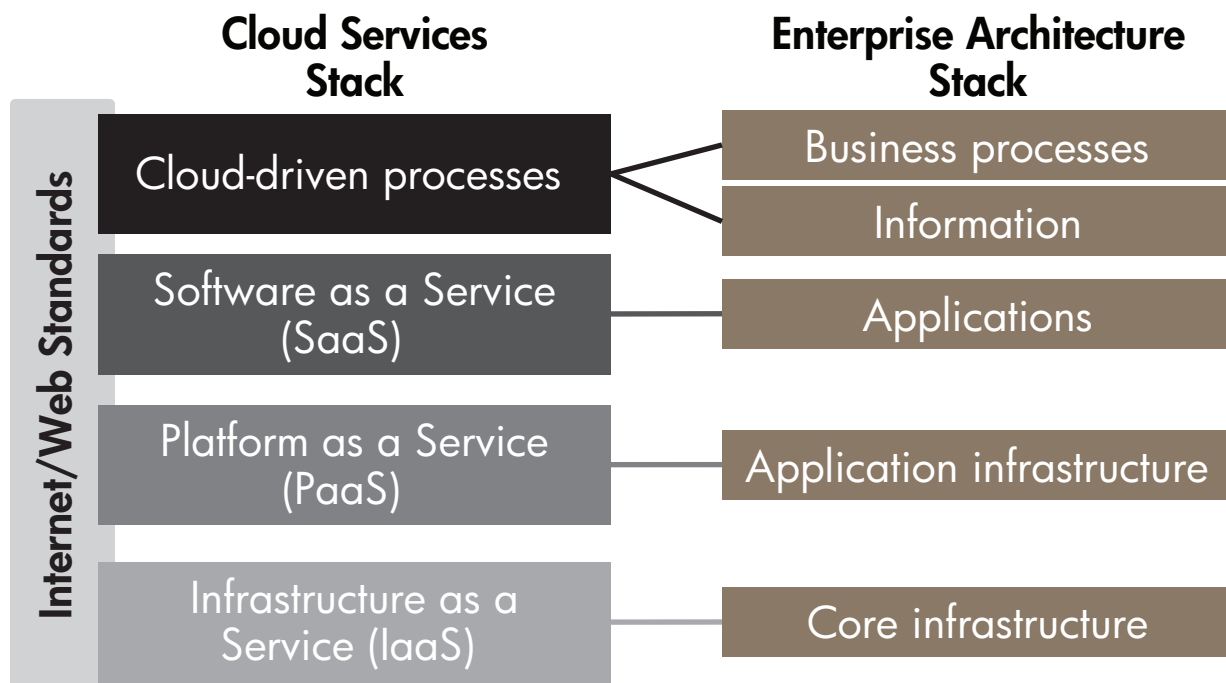 Cloud Services
Stack
Enterprise Architecture
Stack
Internet/Web Standards
Cloud-driven processes
Business processes
Information
Software as a Service
(SaaS)
Applications
Platform as a Service
(PaaS)
Application infrastructure
Infrastructure as a
Service (IaaS)
Core infrastructure